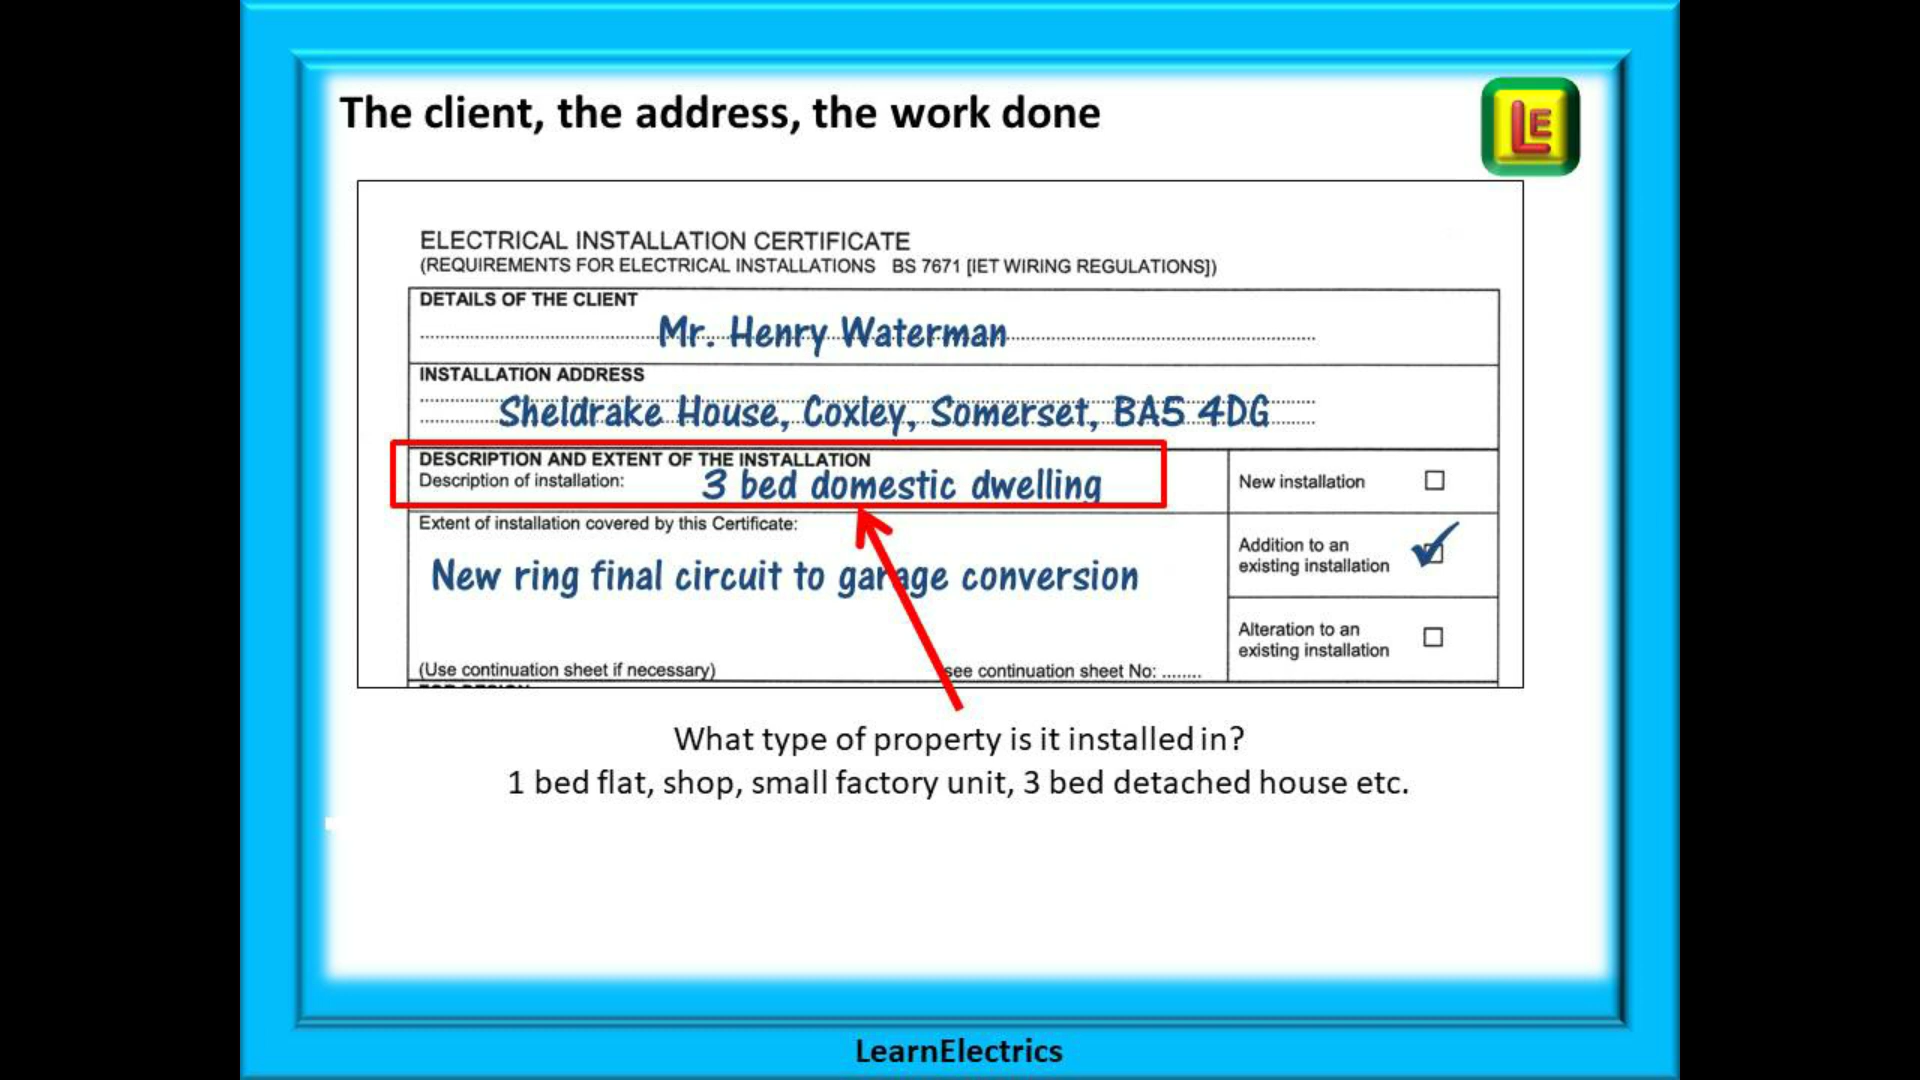 The client, the address, the work done
LE
ELECTRICAL INSTALLATION CERTIFICATE
(REQUIREMENTS FOR ELECTRICAL INSTALLATIONS BS 7671 [IET WIRING REGULATIONS])
DETAILS OF THE CLIENT
Mr. Henry Waterman
INSTALLATION ADDRESS
Sheldrake House, Coxley, Somerset, BA5 4DG
DESCRIPTION AND EXTENT OF THE INSTALLATION
Description of installation: 3 bed domestic dwelling
New installation
Extent of installation covered by this Certificate:
New ring final circuit to garage conversion
Addition to an
existing installation
Alteration to an
existing installation
(Use continuation sheet if necessary) see continuation sheet No: ........
FOR DESIGN
What type of property is it installed in?
1 bed flat, shop, small factory unit, 3 bed detached house etc.
LearnElectrics